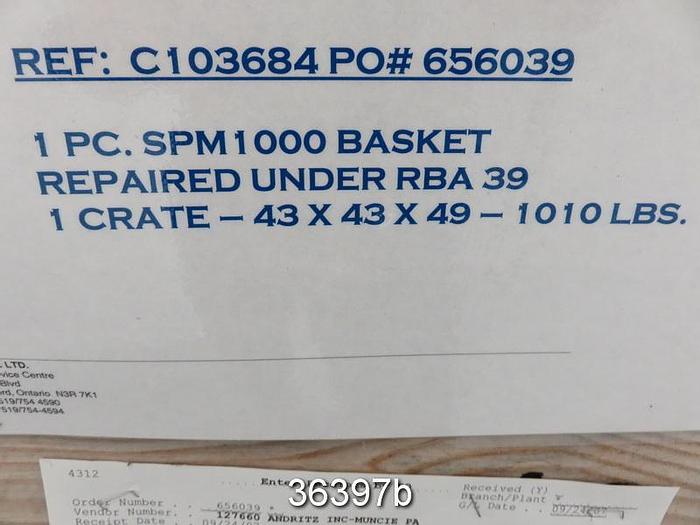 REF: C103684 PO# 656039
1 PC. SPM1000 BASKET
REPAIRED UNDER RBA 39
1 CRATE – 43 X 43 X 49 – 1010 LBS.
LTD.
vice Centre
Blvd
rd, Ontario N3R 7K1
519/754 4590
519/754-4594
4312
Order Number . . 656039
Vendor Number. . 127660 ANDRITZ INC-MUNCIE PA
Receipt Date . .
Received (Y)
Branch/Plant
G/L Date . .
36397b